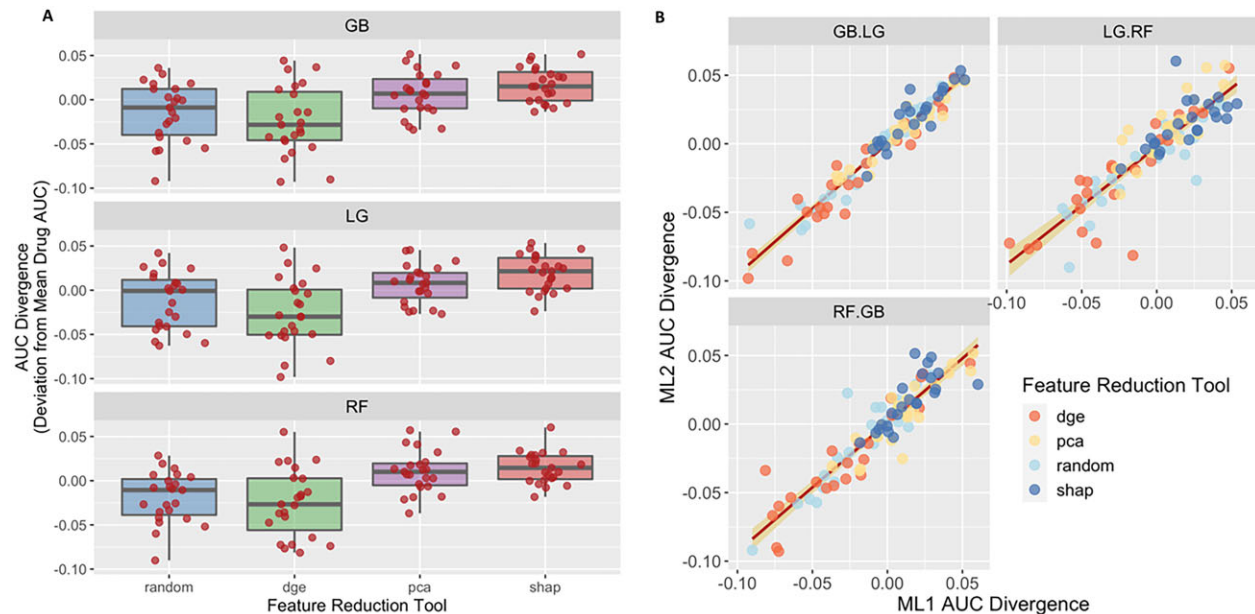 A
GB
0.05
0.00
-0.05
-0.10
LG
0.05
0.00
-0.05
-0.10
RF
0.05
0.00
-0.05
-0.10
AUC Divergence
(Deviation from Mean Drug AUC)
random dge pca shap
Feature Reduction Tool
B
GB.LG LG.RF
0.05
0.00
-0.05
-0.10
-0.10 -0.05 0.00 0.05
RF.GB
0.05
0.00
-0.05
-0.10
-0.10 -0.05 0.00 0.05
ML2 AUC Divergence
ML1 AUC Divergence
Feature Reduction Tool
dge
pca
random
shap